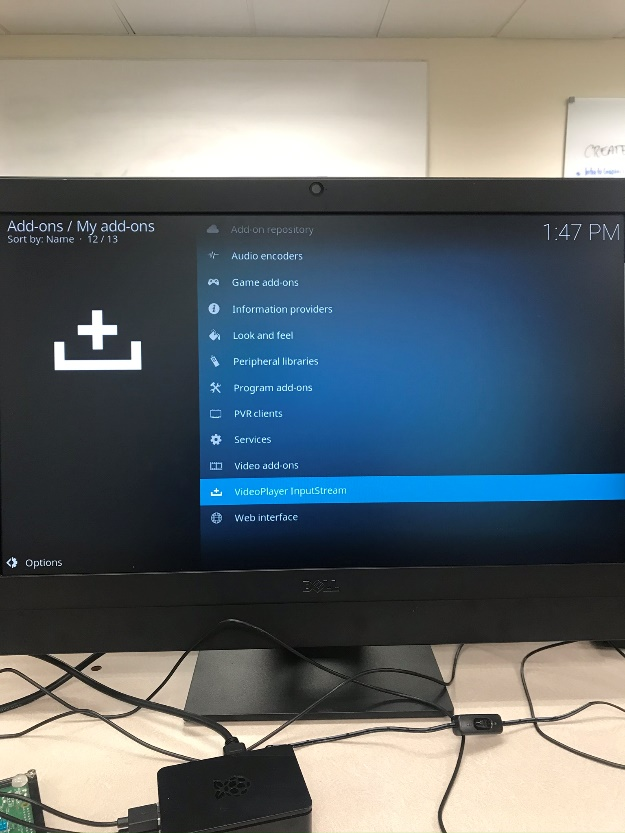 CREATE
Add-ons / My add-ons
Sort by: Name · 12 / 13
1:47 PM
Add-on repository
Audio encoders
Game add-ons
Information providers
Look and feel
Peripheral libraries
Program add-ons
PVR clients
Services
Video add-ons
VideoPlayer InputStream
Web interface
Options
DELL